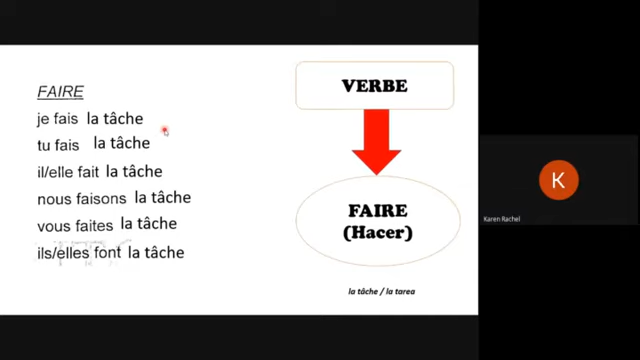 FAIRE
je fais la tâche
tu fais la tâche
il/elle fait la tâche
nous faisons la tâche
vous faites la tâche
ils/elles font la tâche
VERBE
FAIRE
(Hacer)
la tâche / la tarea
K
Karen Rachel